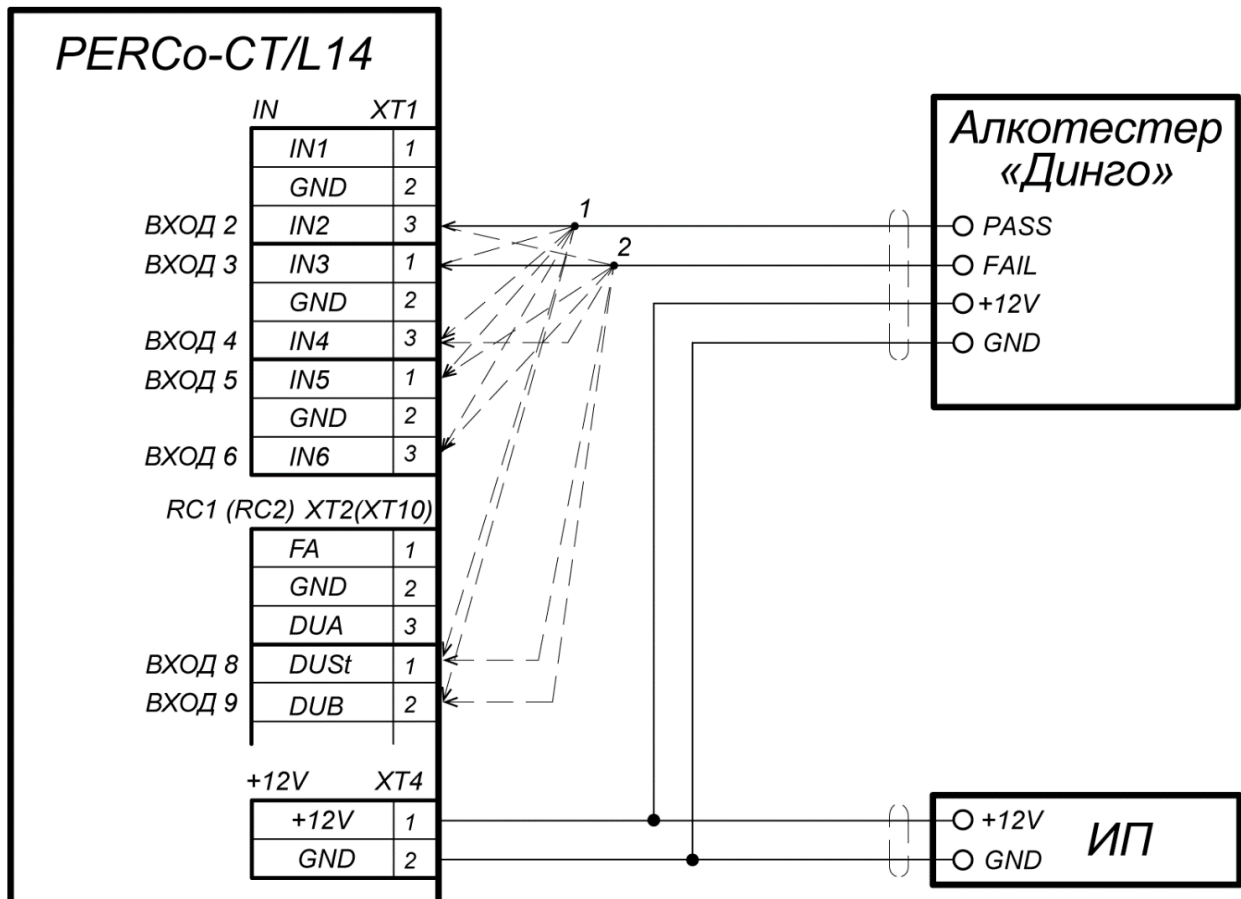 PERCo-CT/L14
IN XT1
IN1 1
GND 2
ВХОД 2 IN2 3
ВХОД 3 IN3 1
GND 2
ВХОД 4 IN4 3
ВХОД 5 IN5 1
GND 2
ВХОД 6 IN6 3
RC1 (RC2) XT2(XT10)
FA 1
GND 2
DUA 3
ВХОД 8 DUSt 1
ВХОД 9 DUB 2
+12V XT4
+12V 1
GND 2
1
2
Алкотестер
«Динго»
PASS
FAIL
+12V
GND
+12V
GND
ИП